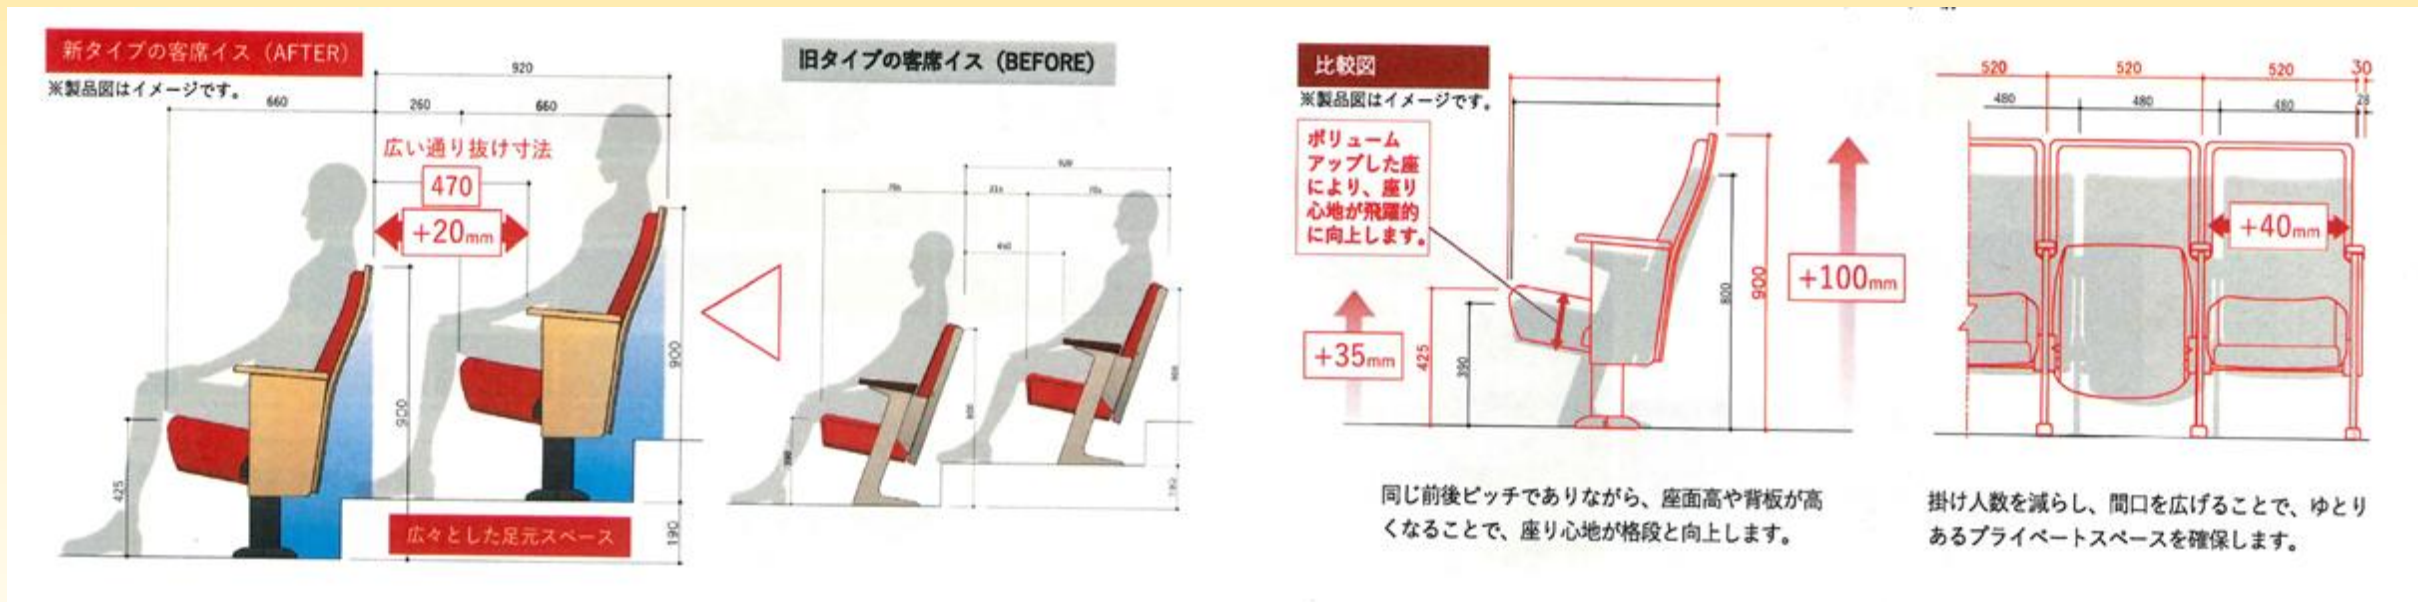 新タイプの客席イス（AFTER）
※製品図はイメージです。
920
660
260
660
広い通り抜け寸法
470
+20mm
900
900
425
190
広々とした足元スペース
旧タイプの客席イス（BEFORE）
比較図
※製品図はイメージです。
ボリューム
アップした座
により、座り
心地が飛躍的
に向上します。
+35mm
425
390
800
900
+100mm
同じ前後ピッチでありながら、座面高や背板が高
くなることで、座り心地が格段と向上します。
520
520
520
30
480
480
480
28
+40mm
掛け人数を減らし、間口を広げることで、ゆとり
あるプライベートスペースを確保します。